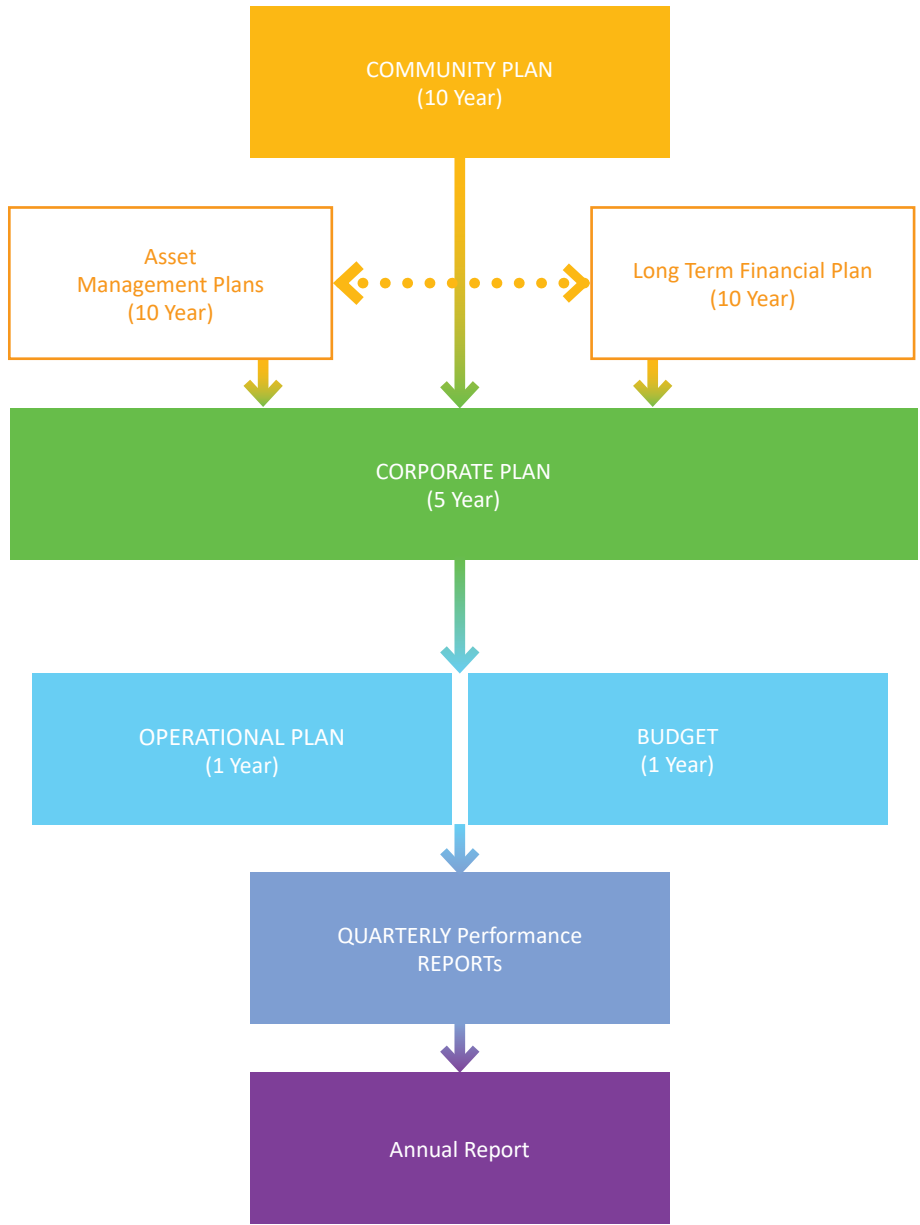 COMMUNITY PLAN
(10 Year)
Asset
Management Plans
(10 Year)
Long Term Financial Plan
(10 Year)
CORPORATE PLAN
(5 Year)
OPERATIONAL PLAN
(1 Year)
BUDGET
(1 Year)
QUARTERLY Performance
REPORTs
Annual Report